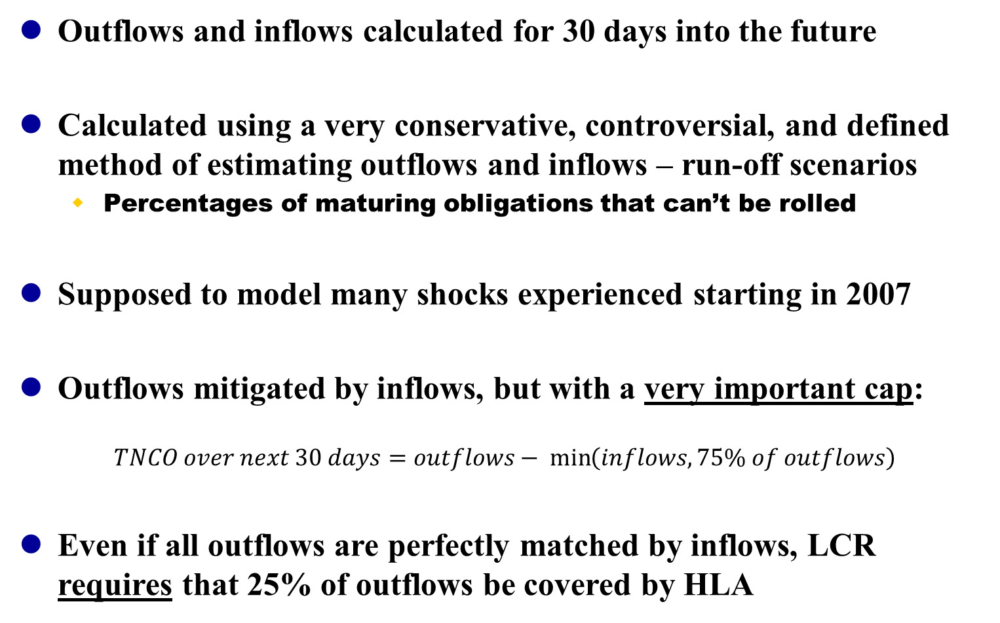 Outflows and inflows calculated for 30 days into the future
Calculated using a very conservative, controversial, and defined
method of estimating outflows and inflows – run-off scenarios
Percentages of maturing obligations that can’t be rolled
Supposed to model many shocks experienced starting in 2007
Outflows mitigated by inflows, but with a very important cap:
TNCO over next 30 days = outflows − min(inflows, 75% of outflows)
Even if all outflows are perfectly matched by inflows, LCR
requires that 25% of outflows be covered by HLA